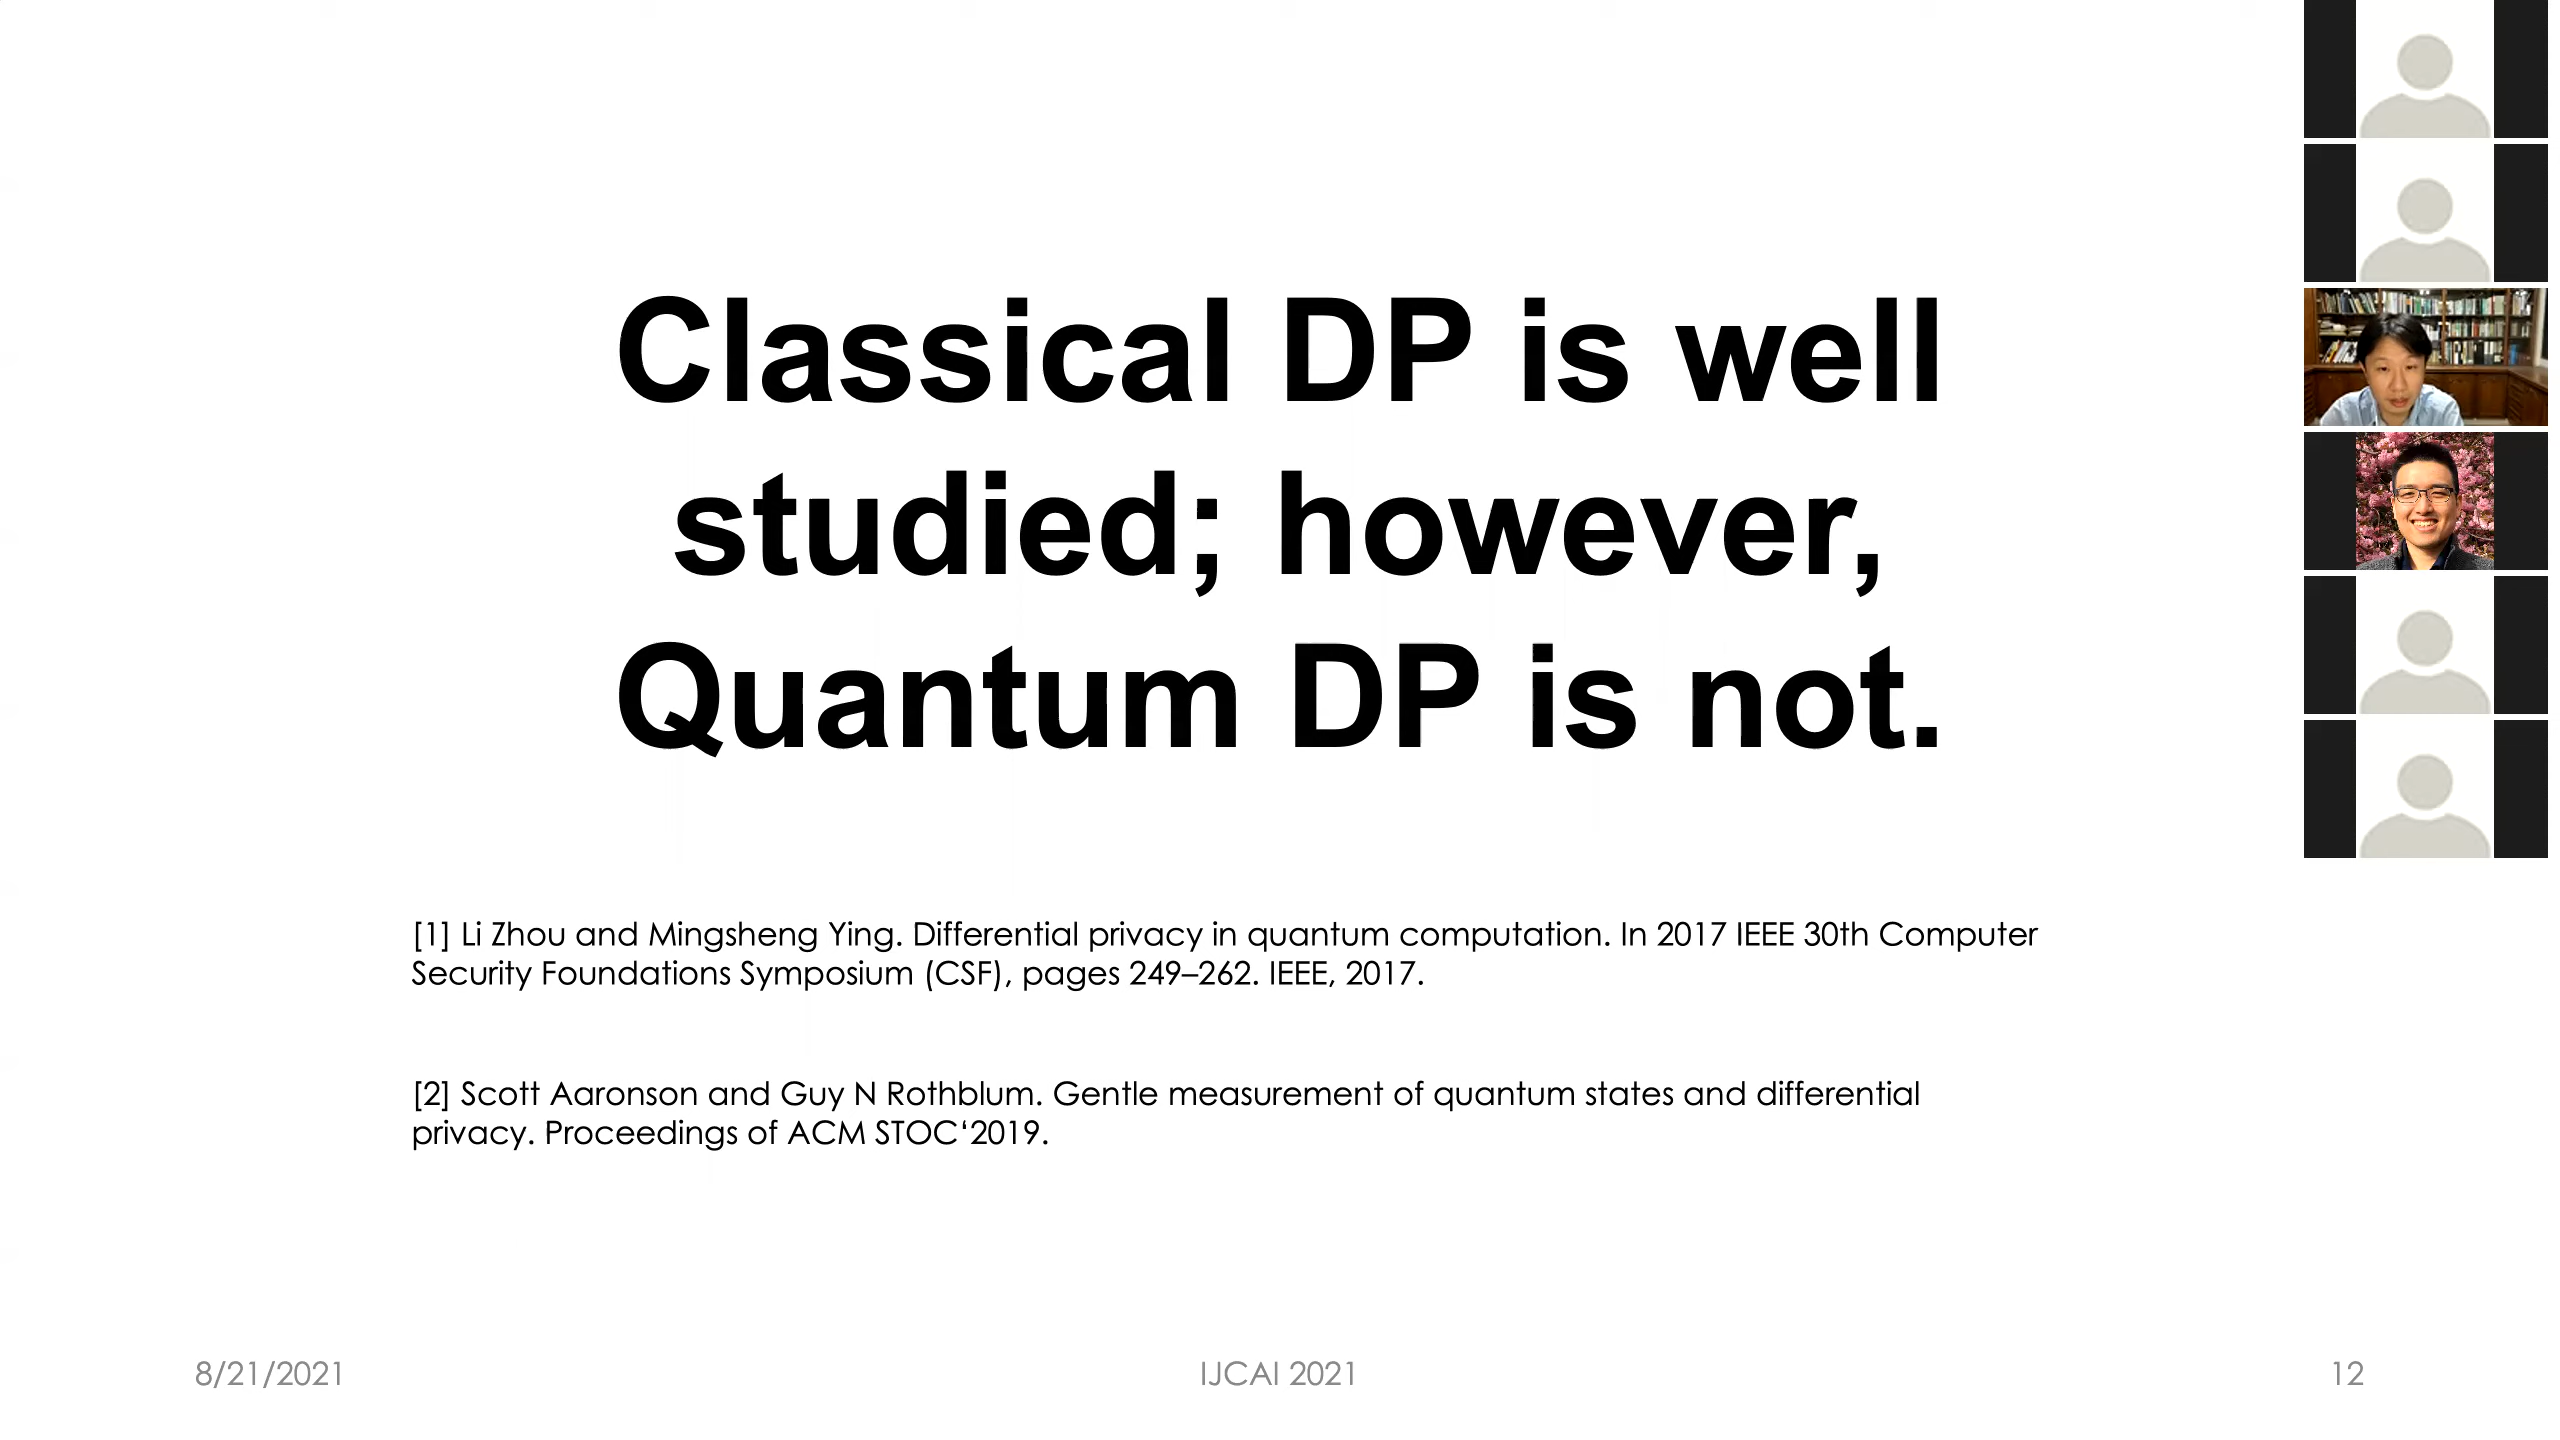 Classical DP is well
studied; however,
Quantum DP is not.
[1] Li Zhou and Mingsheng Ying. Differential privacy in quantum computation. In 2017 IEEE 30th Computer
Security Foundations Symposium (CSF), pages 249–262. IEEE, 2017.
[2] Scott Aaronson and Guy N Rothblum. Gentle measurement of quantum states and differential
privacy. Proceedings of ACM STOC‘2019.
8/21/2021
IJCAI 2021
12